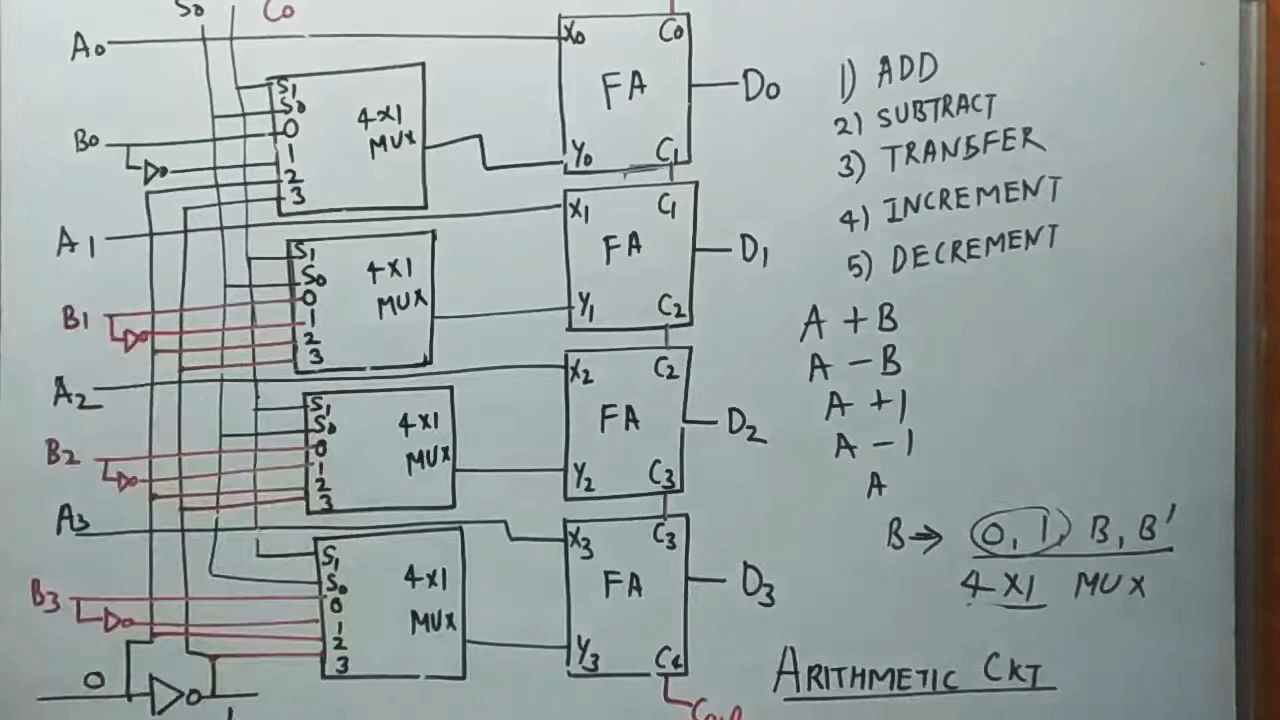 S0 C0
A0 X0 C0
FA D0
S1
S0
0
1
2
3
4X1
MUX
B0
Y0 C1
A1 X1 C1
FA D1
S1
S0
0
1
2
3
4X1
MUX
B1
Y1 C2
A2 X2 C2
FA D2
S1
S0
0
1
2
3
4X1
MUX
B2
Y2 C3
A3 X3 C3
FA D3
S1
S0
0
1
2
3
4X1
MUX
B3
Y3 C4
0
1) ADD
2) SUBTRACT
3) TRANSFER
4) INCREMENT
5) DECREMENT
A + B
A - B
A + 1
A - 1
A
B → 0, 1, B, B'
4X1 MUX
ARITHMETIC CKT